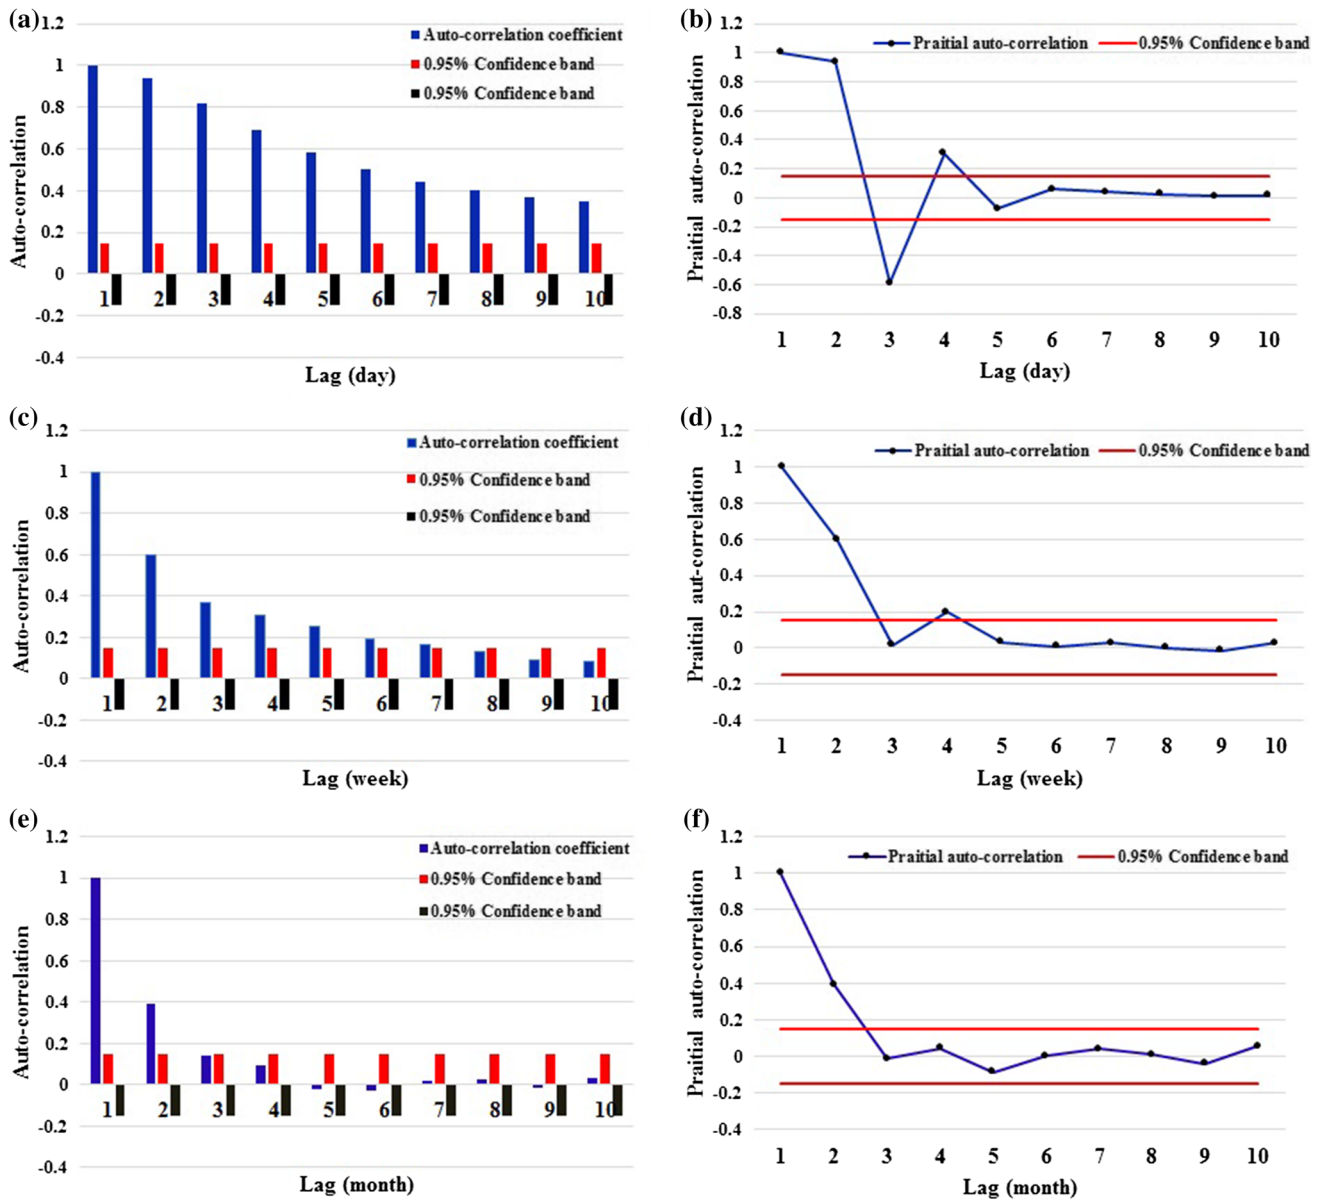 (a)
1.2
1
0.8
0.6
0.4
0.2
0
-0.2
-0.4
Auto-correlation
Auto-correlation coefficient
0.95% Confidence band
0.95% Confidence band
1 2 3 4 5 6 7 8 9 10
Lag (day)
(b)
1.2
1
0.8
0.6
0.4
0.2
0
-0.2
-0.4
-0.6
-0.8
Praitial auto-correlation
Praitial auto-correlation
0.95% Confidence band
1 2 3 4 5 6 7 8 9 10
Lag (day)
(c)
1.2
1
0.8
0.6
0.4
0.2
0
-0.2
-0.4
Auto-correlation
Auto-correlation coefficient
0.95% Confidence band
0.95% Confidence band
1 2 3 4 5 6 7 8 9 10
Lag (week)
(d)
1.2
1
0.8
0.6
0.4
0.2
0
-0.2
-0.4
Praitial aut-correlation
Praitial auto-correlation
0.95% Confidence band
1 2 3 4 5 6 7 8 9 10
Lag (week)
(e)
1.2
1
0.8
0.6
0.4
0.2
0
-0.2
-0.4
Auto-correlation
Auto-correlation coefficient
0.95% Confidence band
0.95% Confidence band
1 2 3 4 5 6 7 8 9 10
Lag (month)
(f)
1.2
1
0.8
0.6
0.4
0.2
0
-0.2
-0.4
Praitial auto-correlation
Praitial auto-correlation
0.95% Confidence band
1 2 3 4 5 6 7 8 9 10
Lag (month)